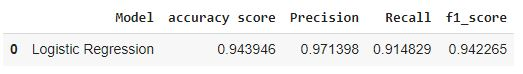 Model accuracy score Precision Recall f1_score
0 Logistic Regression 0.943946 0.971398 0.914829 0.942265